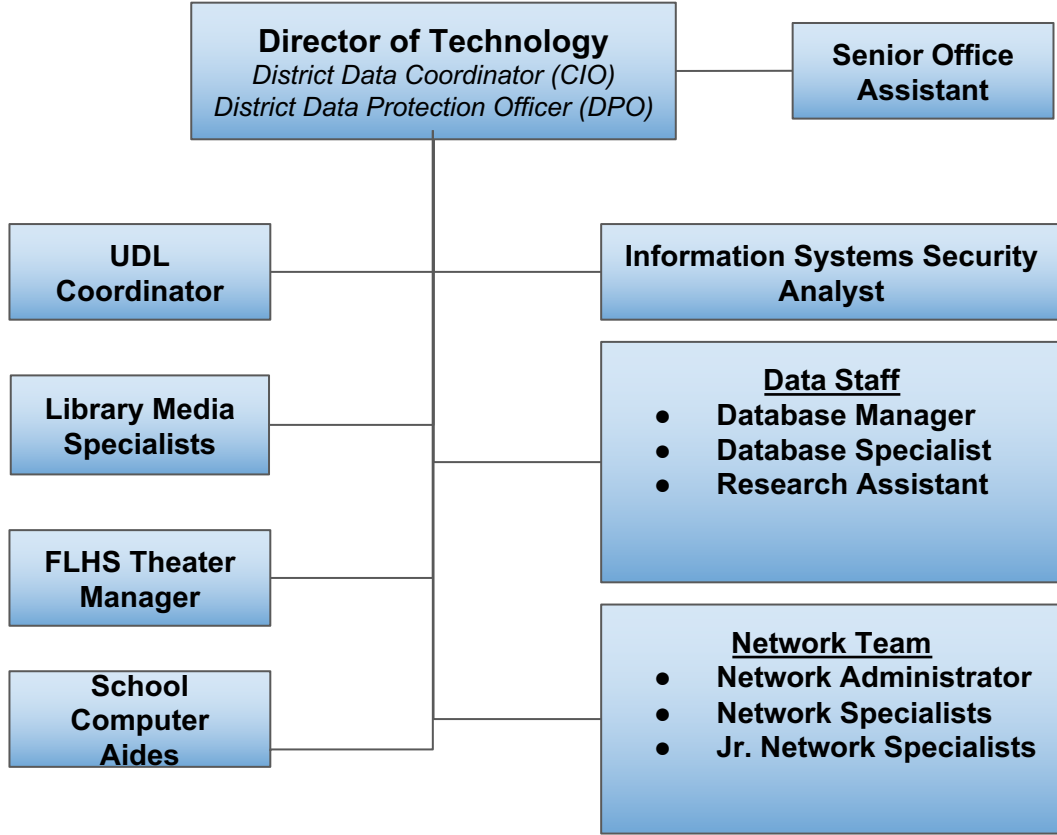 Director of Technology
District Data Coordinator (CIO)
District Data Protection Officer (DPO)
Senior Office
Assistant
UDL
Coordinator
Information Systems Security
Analyst
Library Media
Specialists
Data Staff
● Database Manager
● Database Specialist
● Research Assistant
FLHS Theater
Manager
School
Computer
Aides
Network Team
● Network Administrator
● Network Specialists
● Jr. Network Specialists